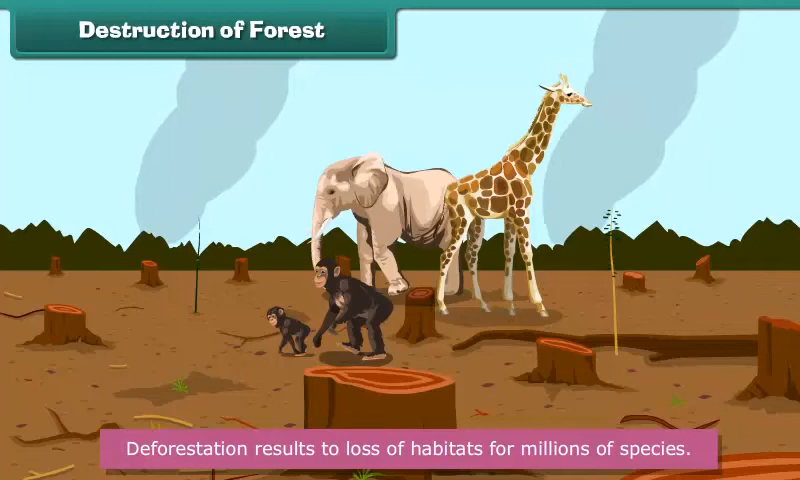 Destruction of Forest
Deforestation results to loss of habitats for millions of species.